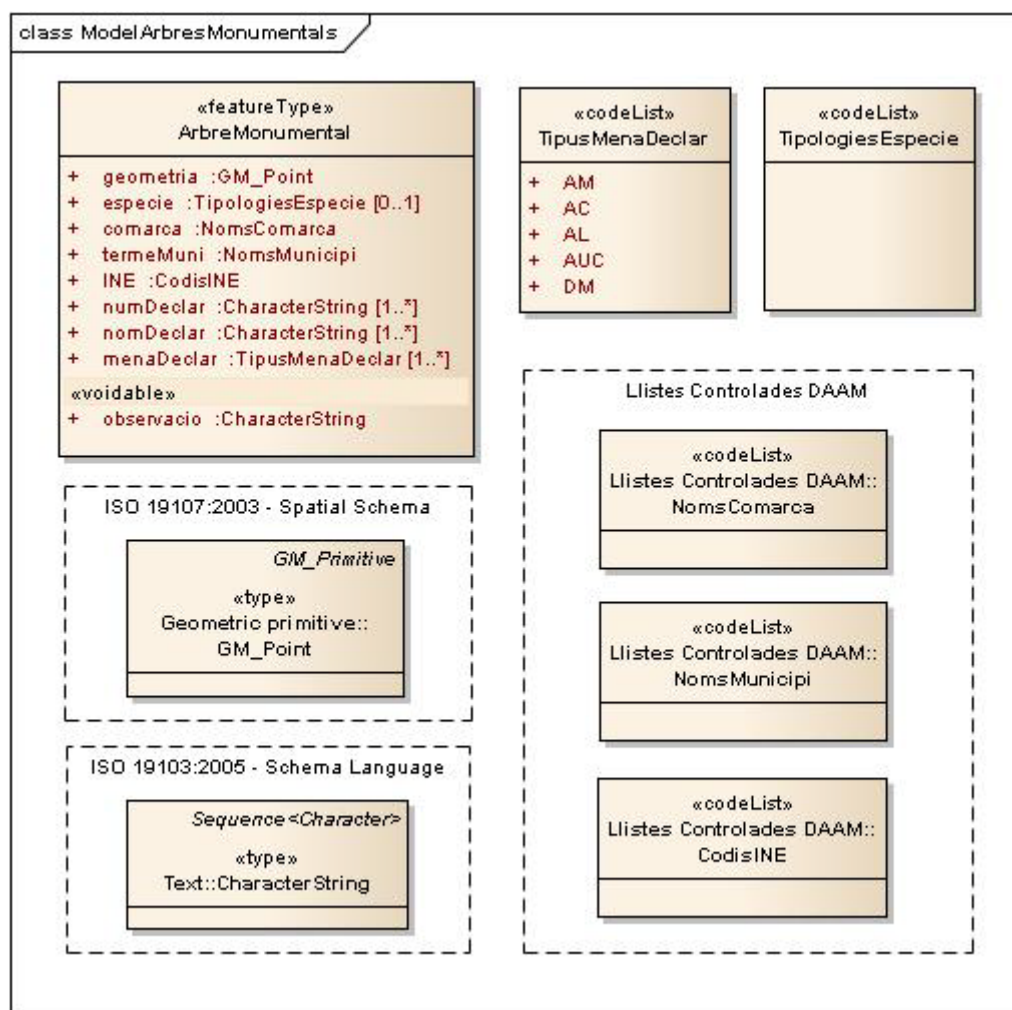 class ModelArbresMonumentals
«featureType»
ArbreMonumental
+ geometria :GM_Point
+ especie :TipologiesEspecie [0..1]
+ comarca :NomsComarca
+ termeMuni :NomsMunicipi
+ INE :CodisINE
+ numDeclar :CharacterString [1..*]
+ nomDeclar :CharacterString [1..*]
+ menaDeclar :TipusMenaDeclar [1..*]
«voidable»
+ observacio :CharacterString
«codeList»
TipusMenaDeclar
+ AM
+ AC
+ AL
+ AUC
+ DM
«codeList»
TipologiesEspecie
ISO 19107:2003 - Spatial Schema
GM_Primitive
«type»
Geometric primitive::
GM_Point
ISO 19103:2005 - Schema Language
Sequence<Character>
«type»
Text::CharacterString
Llistes Controlades DAAM
«codeList»
Llistes Controlades DAAM::
NomsComarca
«codeList»
Llistes Controlades DAAM::
NomsMunicipi
«codeList»
Llistes Controlades DAAM::
CodisINE